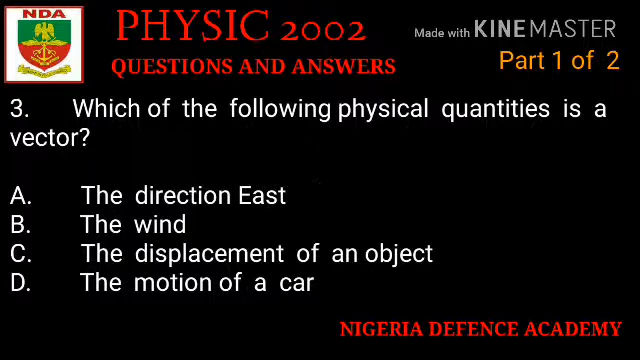 NDA
PHYSIC 2002
Made with KINEMASTER
QUESTIONS AND ANSWERS
Part 1 of 2
3. Which of the following physical quantities is a
vector?
A. The direction East
B. The wind
C. The displacement of an object
D. The motion of a car
NIGERIA DEFENCE ACADEMY